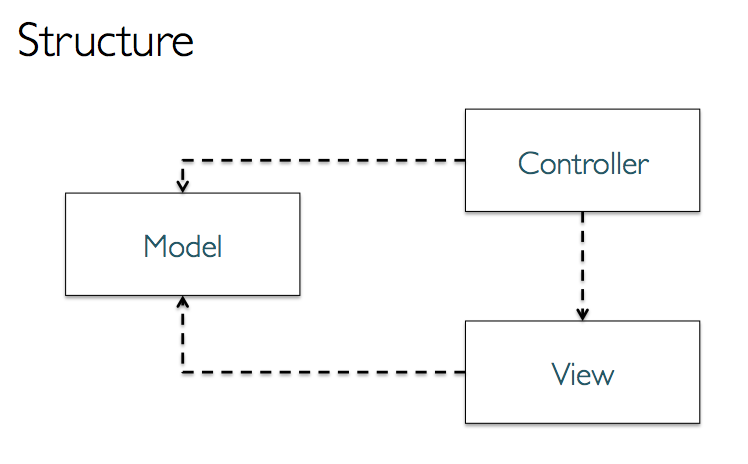 Structure
Controller
Model
View